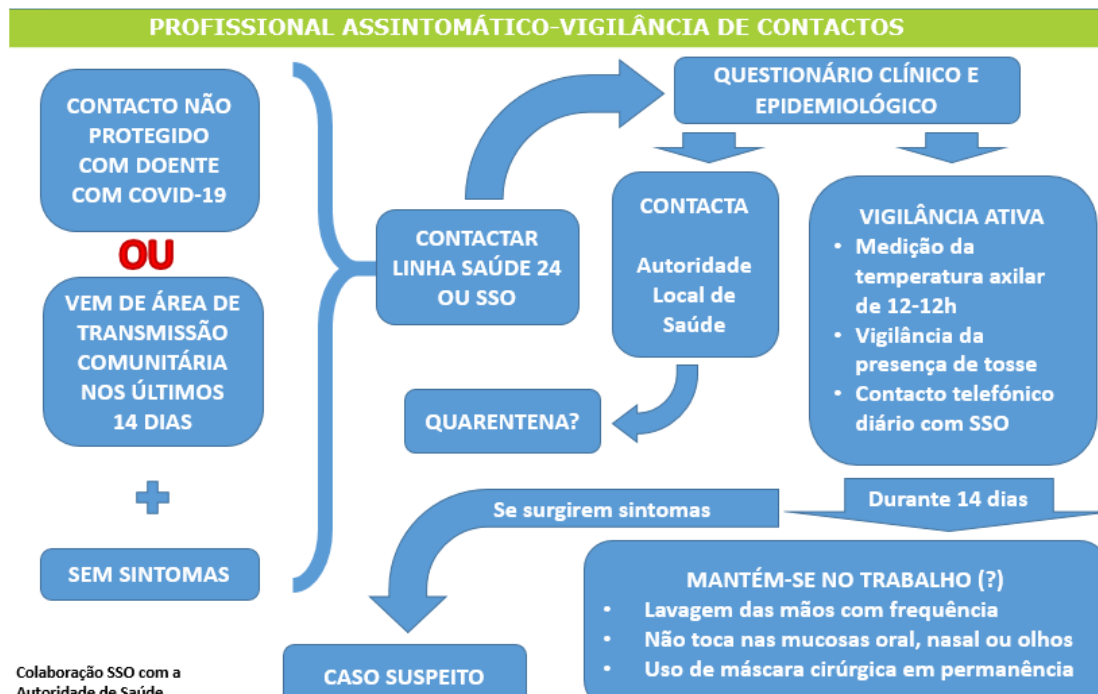 PROFISSIONAL ASSINTOMÁTICO-VIGILÂNCIA DE CONTACTOS
CONTACTO NÃO
PROTEGIDO
COM DOENTE
COM COVID-19
OU
VEM DE ÁREA DE
TRANSMISSÃO
COMUNITÁRIA
NOS ÚLTIMOS
14 DIAS
SEM SINTOMAS
CONTACTAR
LINHA SAÚDE 24
OU SSO
QUESTIONÁRIO CLÍNICO E
EPIDEMIOLÓGICO
CONTACTA
Autoridade
Local de
Saúde
QUARENTENA?
VIGILÂNCIA ATIVA
• Medição da
temperatura axilar
de 12-12h
• Vigilância da
presença de tosse
• Contacto telefónico
diário com SSO
Durante 14 dias
Se surgirem sintomas
MANTÉM-SE NO TRABALHO (?)
• Lavagem das mãos com frequência
• Não toca nas mucosas oral, nasal ou olhos
• Uso de máscara cirúrgica em permanência
CASO SUSPEITO
Colaboração SSO com a
Autoridade de Saúde